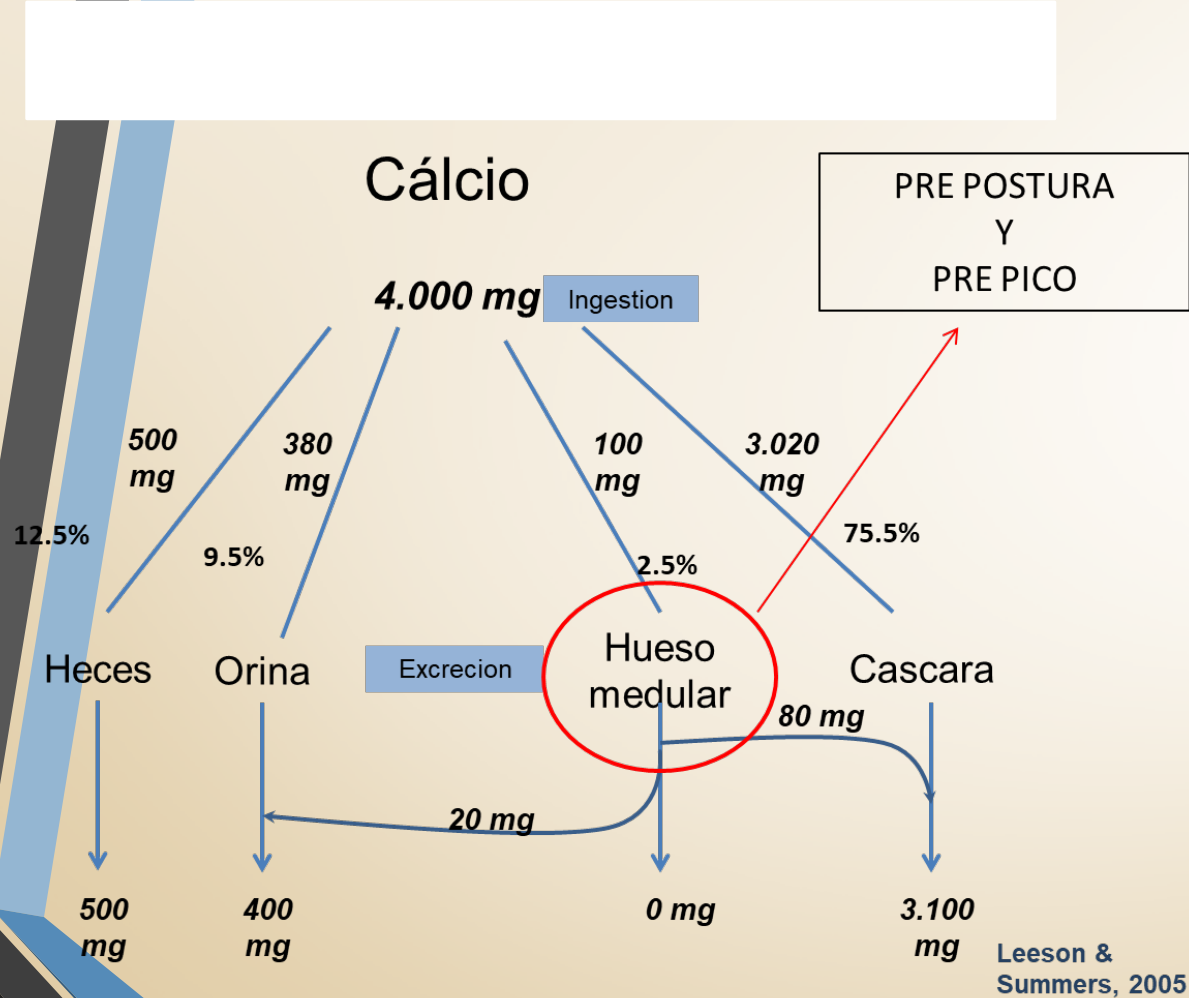 Cálcio
PRE POSTURA
Y
PRE PICO
4.000 mg
Ingestion
500
mg
380
mg
100
mg
3.020
mg
12.5%
9.5%
2.5%
75.5%
Heces
Orina
Excrecion
Hueso
medular
Cascara
80 mg
20 mg
500
mg
400
mg
0 mg
3.100
mg
Leeson &
Summers, 2005